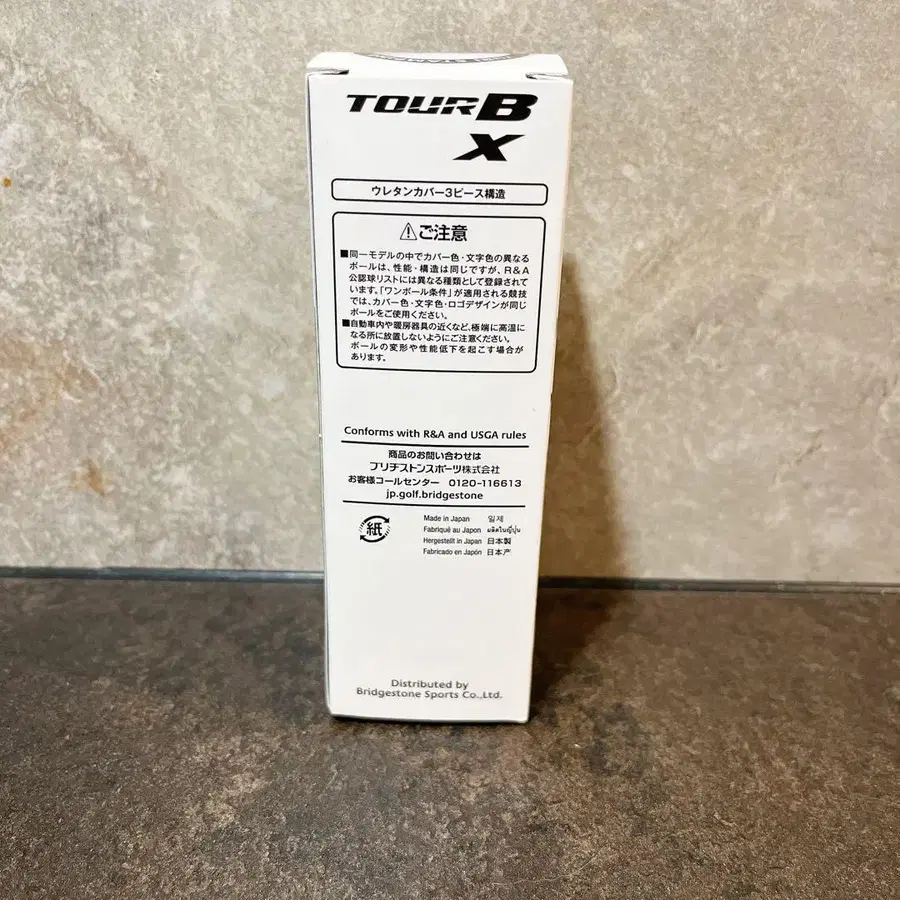 TOUR B
X
ウレタンカバー3ピース構造
⚠ご注意
■同一モデルの中でカバー色・文字色の異なる
ボールは、性能・構造は同じですが、R&A
公認球リストには異なる種類として登録されて
います。「ワンボール条件」が適用される競技
では、カバー色・文字色・ロゴデザインが同じ
ボールをご使用ください。
■自動車内や暖房器具の近くなど、極端に高温に
なる所に放置しないようにご注意ください。
ボールの変形や性能低下を起こす場合が
あります。
Conforms with R&A and USGA rules
商品のお問い合わせは
ブリヂストンスポーツ株式会社
お客様コールセンター 0120-116613
jp.golf.bridgestone
紙
Made in Japan 일제
Fabriqué au Japon ผลิตในญี่ปุ่น
Hergestellt in Japan 日本製
Fabricado en Japón 日本产
Distributed by
Bridgestone Sports Co.,Ltd.